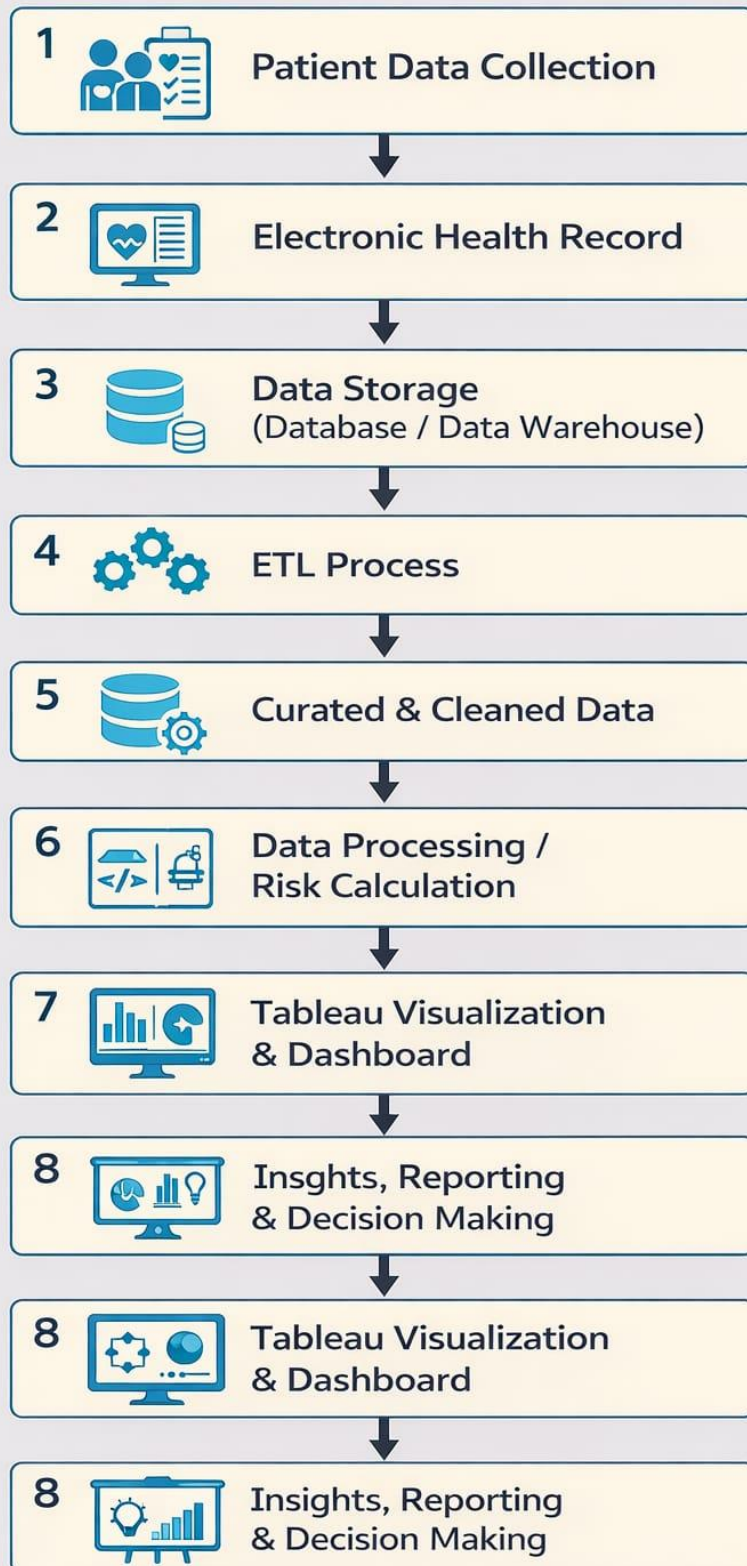 1
Patient Data Collection
2
Electronic Health Record
3
Data Storage
(Database / Data Warehouse)
4
ETL Process
5
Curated & Cleaned Data
6
</>
Data Processing /
Risk Calculation
7
Tableau Visualization
& Dashboard
8
Insghts, Reporting
& Decision Making
8
Tableau Visualization
& Dashboard
8
Insights, Reporting
& Decision Making